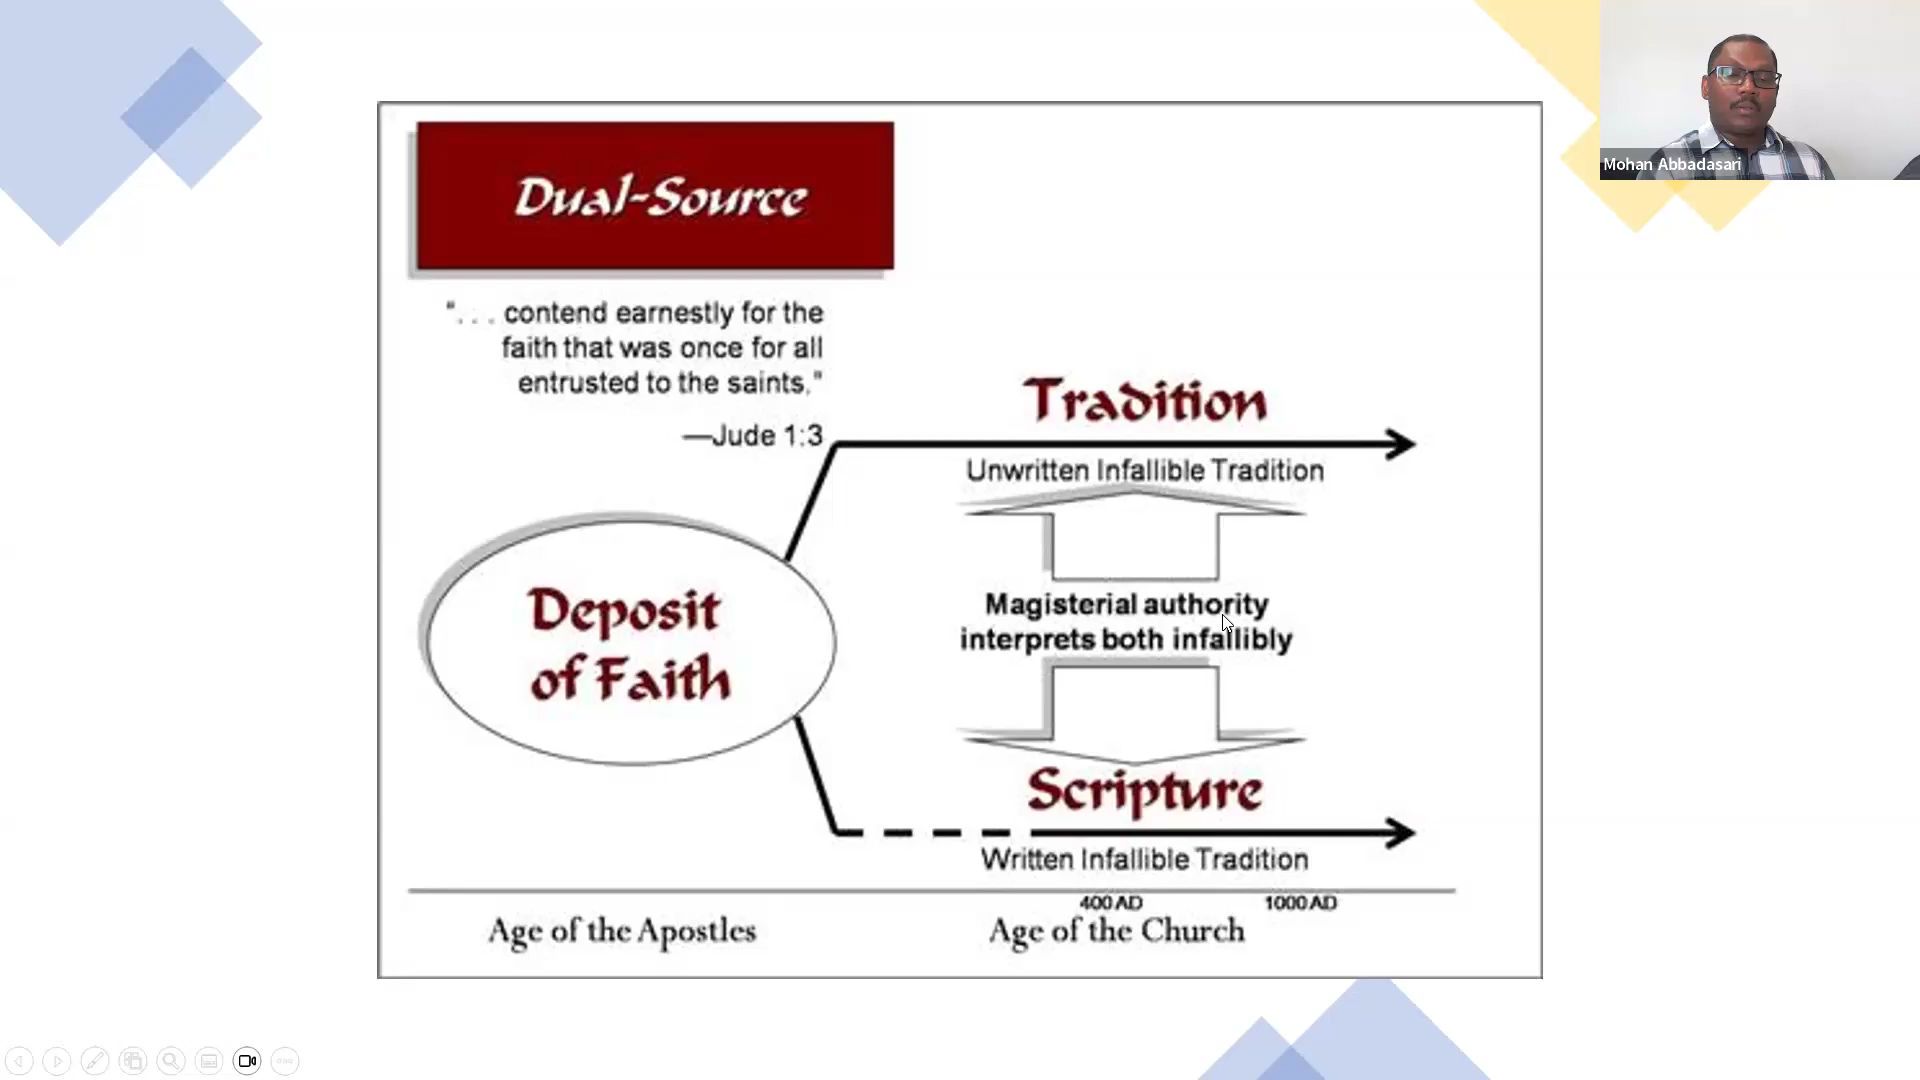 Mohan Abbadasari
Dual-Source
". . . contend earnestly for the
faith that was once for all
entrusted to the saints."
—Jude 1:3
Tradition
Unwritten Infallible Tradition
Magisterial authority
interprets both infallibly
Deposit
of Faith
Scripture
Written Infallible Tradition
400 AD 1000 AD
Age of the Apostles Age of the Church